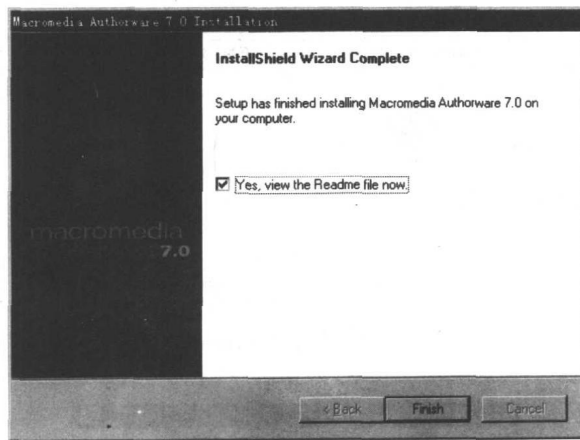 Macromedia Authorware 7.0 Installation
InstallShield Wizard Complete
Setup has finished installing Macromedia Authorware 7.0 on
your computer.
Yes, view the Readme file now.
macromedia
7.0
< Back
Finish
Cancel